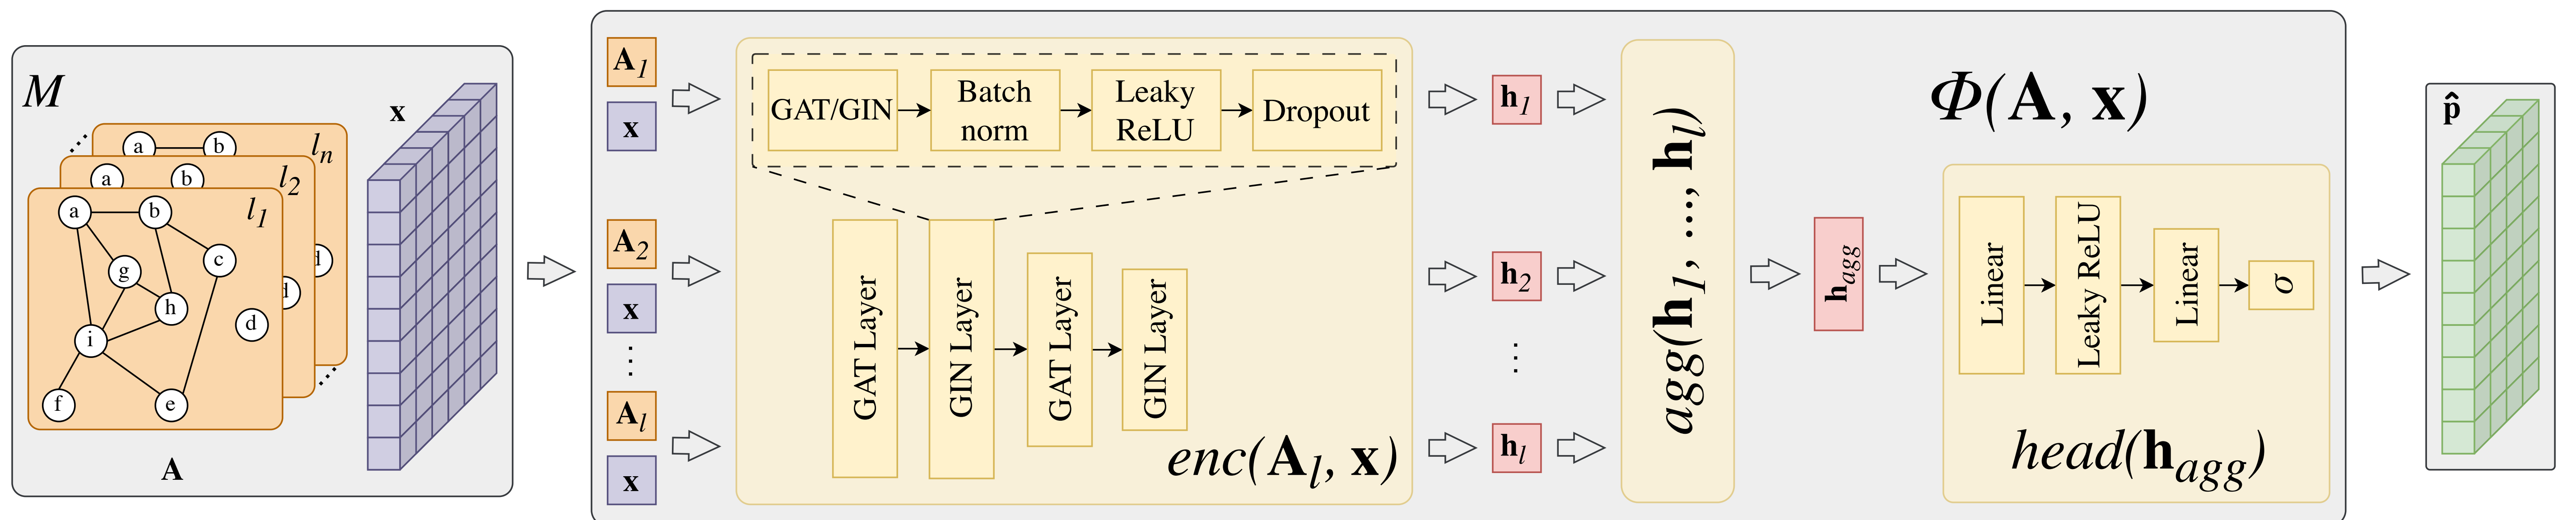 M
x
a b
l_n
a b
l_2
a b
l_1
g c
h
d
d
d
i
f e
A
A_1
x
A_2
x
⋮
A_l
x
GAT/GIN
Batch
norm
Leaky
ReLU
Dropout
GAT Layer
GIN Layer
GAT Layer
GIN Layer
enc(A_l, x)
h_1
h_2
⋮
h_l
agg(h_1, ..., h_l)
h_agg
Φ(A, x)
Linear
Leaky ReLU
Linear
σ
head(h_agg)
p̂